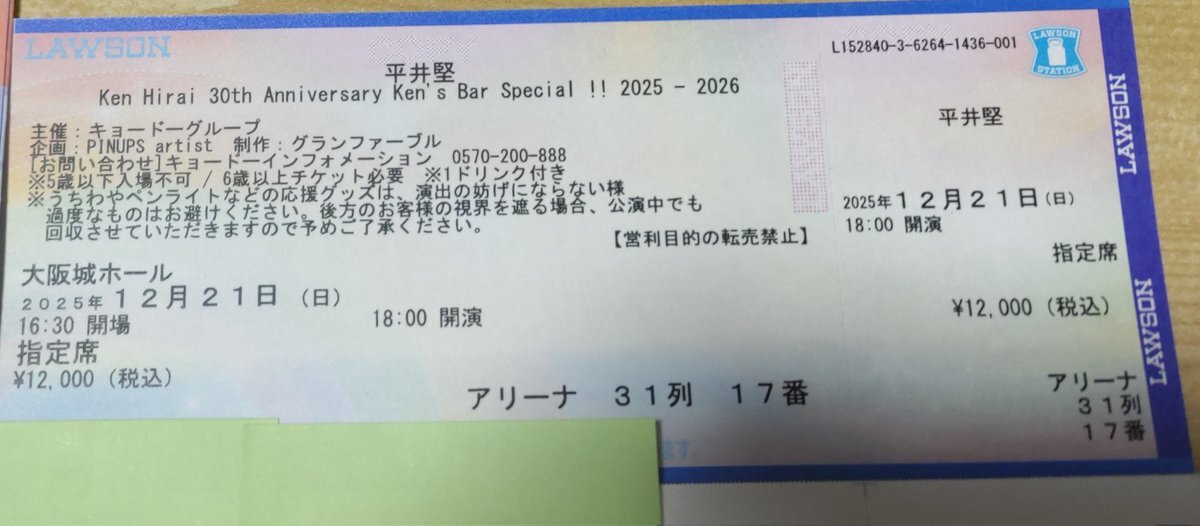 LAWSON
平井堅
Ken Hirai 30th Anniversary Ken's Bar Special !! 2025 - 2026
主催：キョードーグループ
企画：PINUPS artist 制作：グランファーブル
[お問い合わせ]キョードーインフォメーション 0570-200-888
※5歳以下入場不可 / 6歳以上チケット必要 ※1ドリンク付き
※うちわやペンライトなどの応援グッズは、演出の妨げにならない様
過度なものはお避けください。後方のお客様の視界を遮る場合、公演中でも
回収させていただきますので予めご了承ください。
【営利目的の転売禁止】
大阪城ホール
2025年 12月21日 （日）
16:30 開場 18:00 開演
指定席
¥12,000（税込）
アリーナ 31列 17番
ます。
L152840-3-6264-1436-001
LAWSON
STATION
平井堅
2025年 12月21日（日）
18:00 開演
指定席
¥12,000（税込）
アリーナ
31列
17番
LAWSON
LAWSON